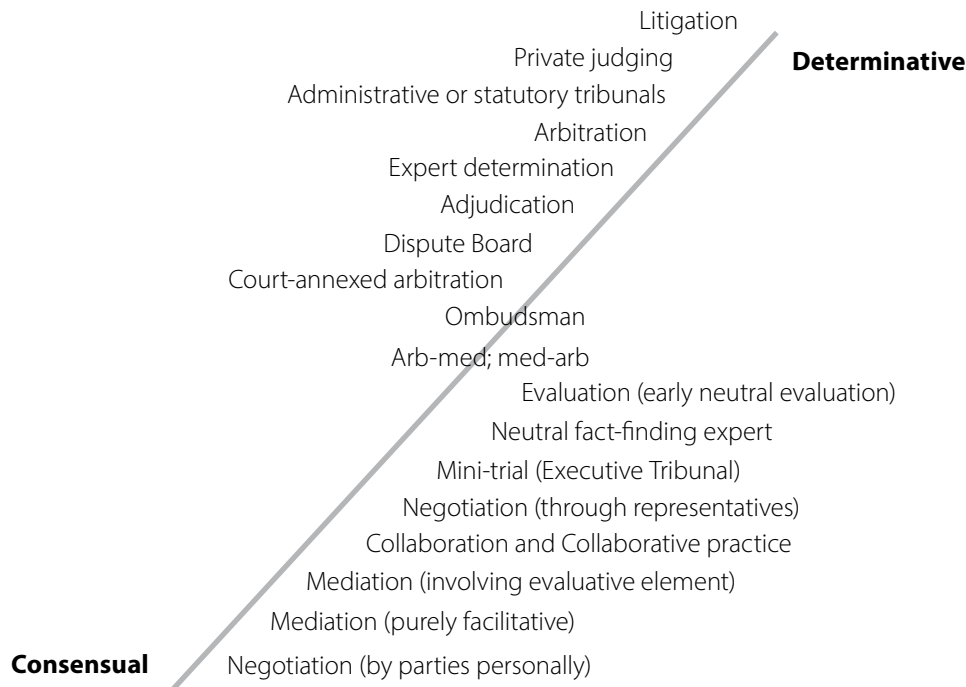 Litigation
Private judging
Determinative
Administrative or statutory tribunals
Arbitration
Expert determination
Adjudication
Dispute Board
Court-annexed arbitration
Ombudsman
Arb-med; med-arb
Evaluation (early neutral evaluation)
Neutral fact-finding expert
Mini-trial (Executive Tribunal)
Negotiation (through representatives)
Collaboration and Collaborative practice
Mediation (involving evaluative element)
Mediation (purely facilitative)
Consensual
Negotiation (by parties personally)